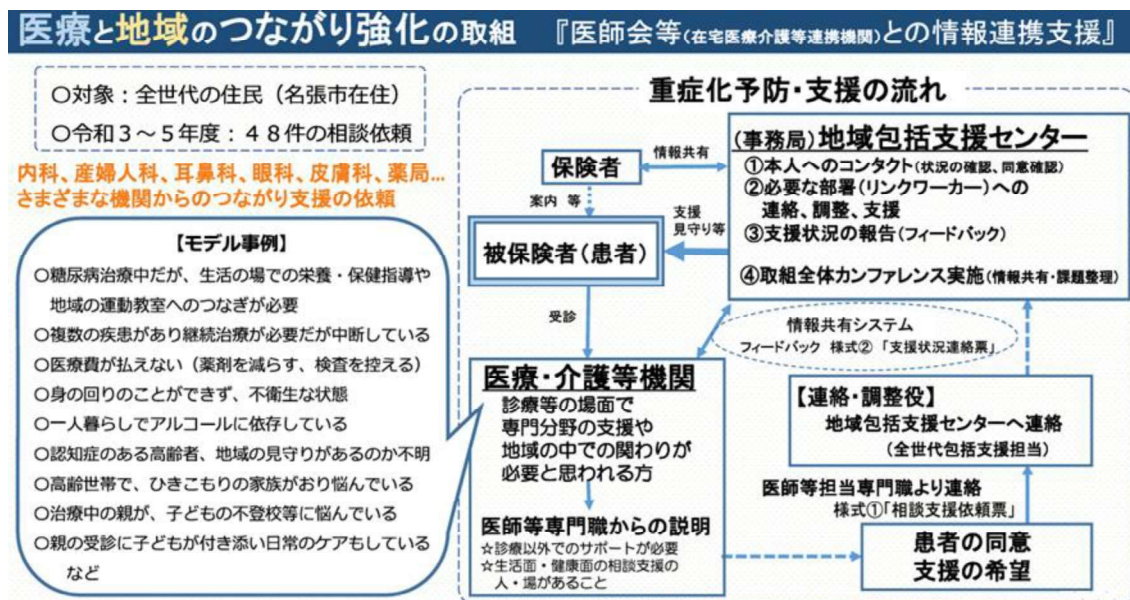 医療と地域のつながり強化の取組 『医師会等(在宅医療介護等連携機関)との情報連携支援』
○対象：全世代の住民（名張市在住）
○令和３～５年度：４８件の相談依頼
内科、産婦人科、耳鼻科、眼科、皮膚科、薬局...
さまざまな機関からのつながり支援の依頼
【モデル事例】
○糖尿病治療中だが、生活の場での栄養・保健指導や
地域の運動教室へのつなぎが必要
○複数の疾患があり継続治療が必要だが中断している
○医療費が払えない（薬剤を減らす、検査を控える）
○身の回りのことができず、不衛生な状態
○一人暮らしでアルコールに依存している
○認知症のある高齢者、地域の見守りがあるのか不明
○高齢世帯で、ひきこもりの家族がおり悩んでいる
○治療中の親が、子どもの不登校等に悩んでいる
○親の受診に子どもが付き添い日常のケアもしている
など
重症化予防・支援の流れ
保険者
情報共有
案内 等
被保険者（患者）
支援
見守り等
(事務局)地域包括支援センター
①本人へのコンタクト(状況の確認、同意確認)
②必要な部署（リンクワーカー）への
連絡、調整、支援
③支援状況の報告(フィードバック)
④取組全体カンファレンス実施(情報共有・課題整理)
受診
情報共有システム
フィードバック 様式②「支援状況連絡票」
医療・介護等機関
診療等の場面で
専門分野の支援や
地域の中での関わりが
必要と思われる方
医師等専門職からの説明
☆診療以外でのサポートが必要
☆生活面・健康面の相談支援の
人・場があること
【連絡・調整役】
地域包括支援センターへ連絡
(全世代包括支援担当)
医師等担当専門職より連絡
様式①「相談支援依頼票」
患者の同意
支援の希望